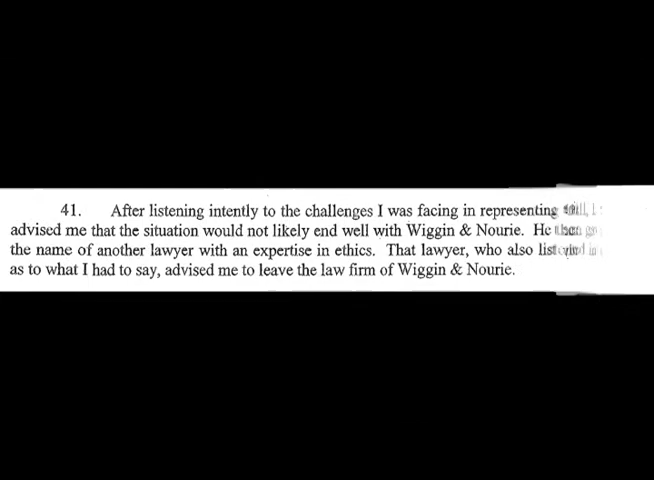 41. After listening intently to the challenges I was facing in representing
advised me that the situation would not likely end well with Wiggin & Nourie. He then
the name of another lawyer with an expertise in ethics. That lawyer, who also
as to what I had to say, advised me to leave the law firm of Wiggin & Nourie.